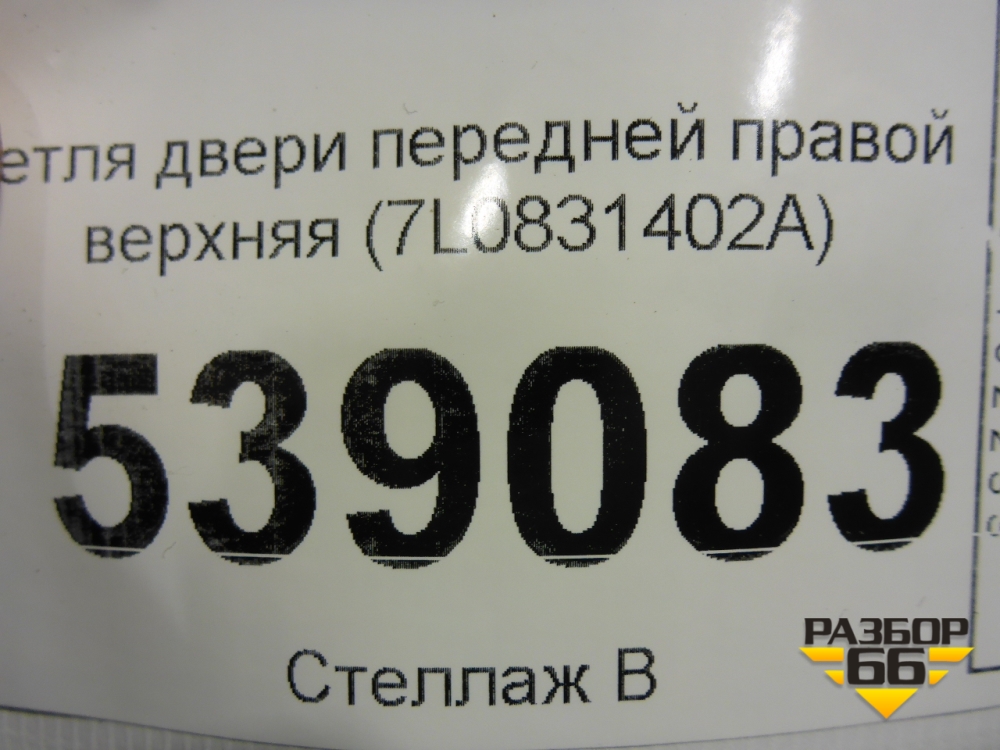 етля двери передней правой
верхняя (7L0831402A)
539083
Стеллаж В
РАЗБОР
66